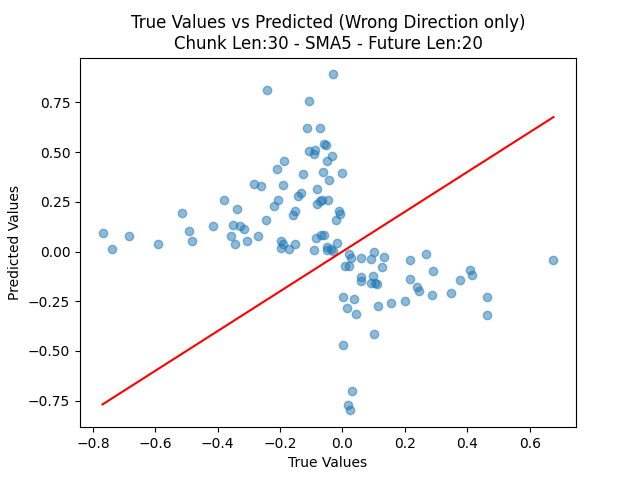 True Values vs Predicted (Wrong Direction only)
Chunk Len:30 - SMA5 - Future Len:20
Predicted Values
0.75
0.50
0.25
0.00
−0.25
−0.50
−0.75
−0.8 −0.6 −0.4 −0.2 0.0 0.2 0.4 0.6
True Values